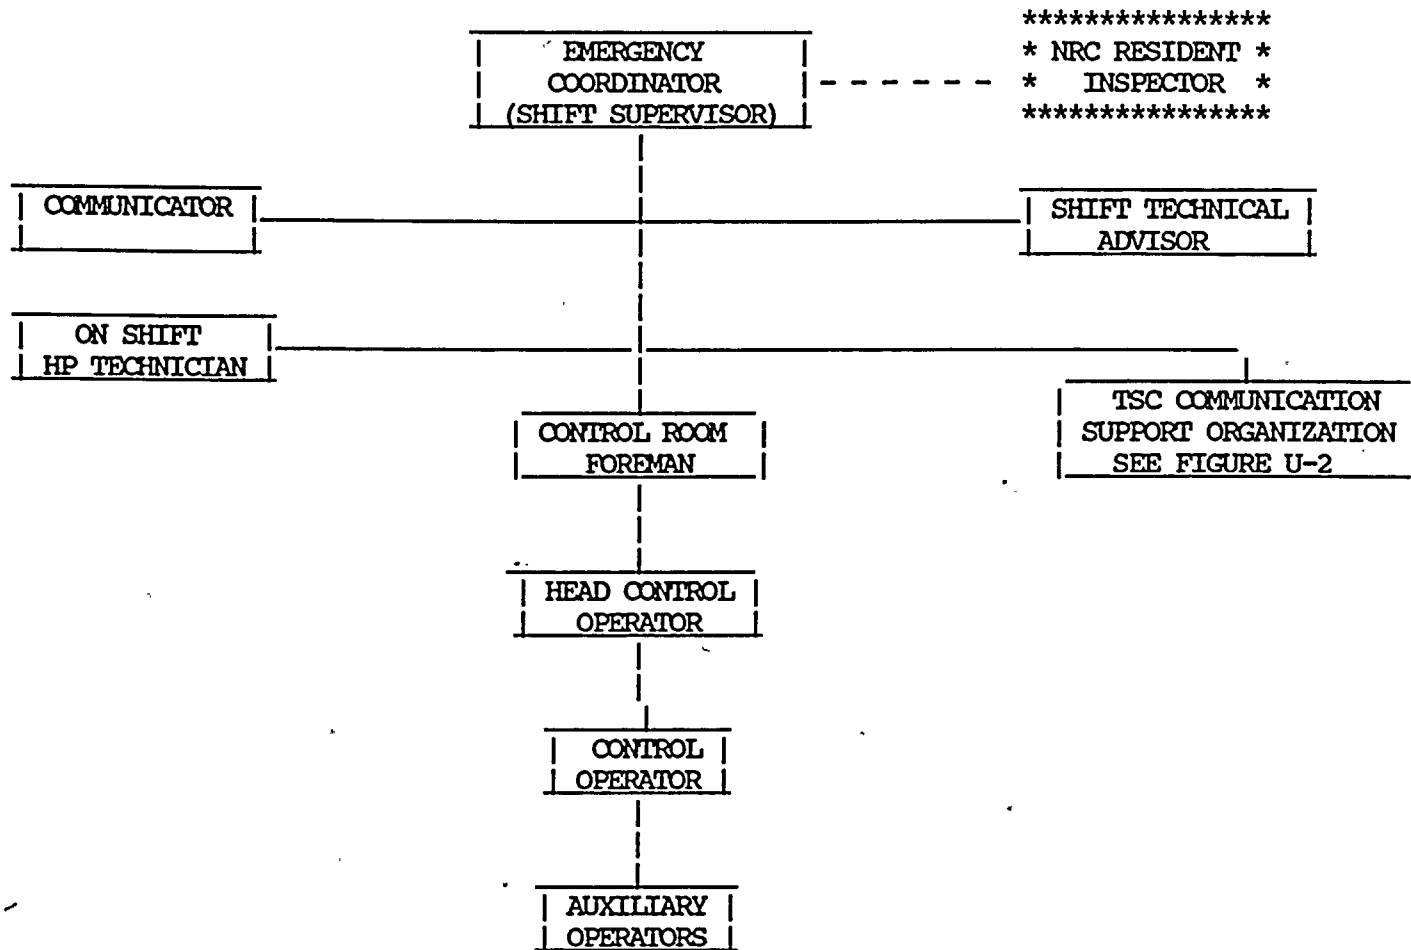 ****************
EMERGENCY
COORDINATOR
(SHIFT SUPERVISOR)
* NRC RESIDENT *
* INSPECTOR *
****************
COMMUNICATOR
SHIFT TECHNICAL
ADVISOR
ON SHIFT
HP TECHNICIAN
TSC COMMUNICATION
SUPPORT ORGANIZATION
SEE FIGURE U-2
CONTROL ROOM
FOREMAN
HEAD CONTROL
OPERATOR
CONTROL
OPERATOR
AUXILIARY
OPERATORS